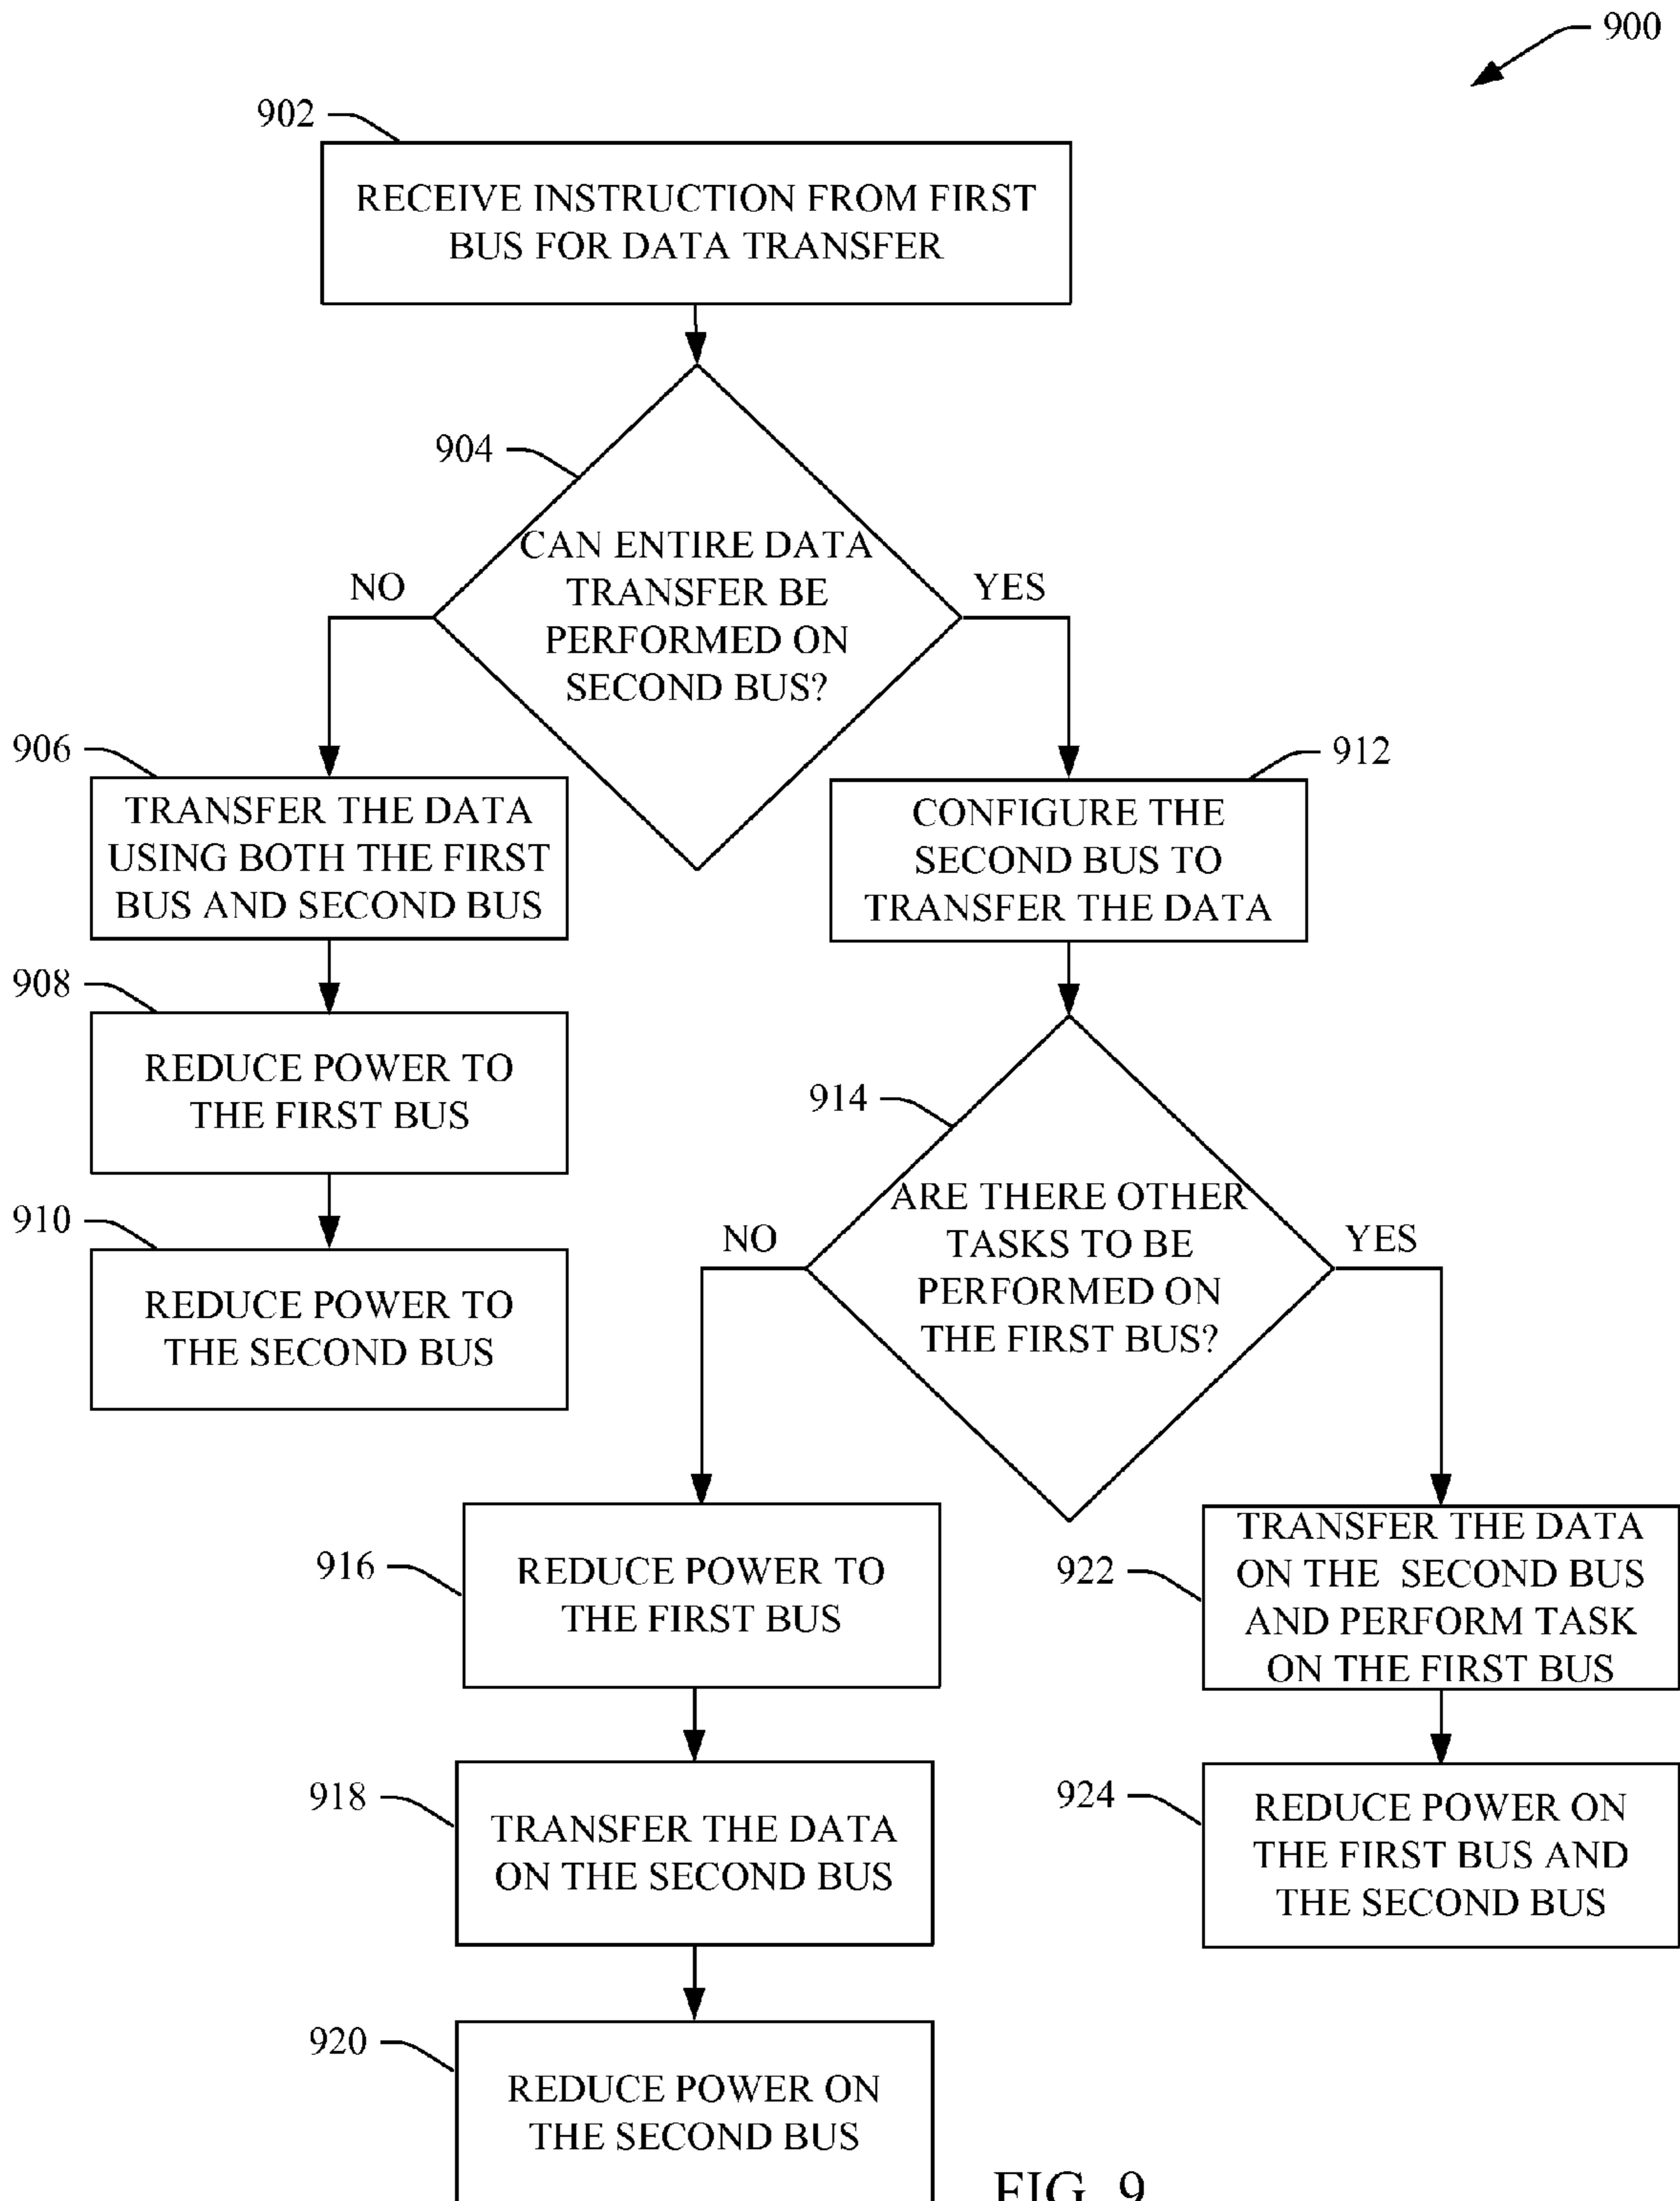 900
902
RECEIVE INSTRUCTION FROM FIRST
BUS FOR DATA TRANSFER
904
CAN ENTIRE DATA
TRANSFER BE
PERFORMED ON
SECOND BUS?
NO
YES
906
TRANSFER THE DATA
USING BOTH THE FIRST
BUS AND SECOND BUS
912
CONFIGURE THE
SECOND BUS TO
TRANSFER THE DATA
908
REDUCE POWER TO
THE FIRST BUS
914
ARE THERE OTHER
TASKS TO BE
PERFORMED ON
THE FIRST BUS?
NO
YES
910
REDUCE POWER TO
THE SECOND BUS
916
REDUCE POWER TO
THE FIRST BUS
922
TRANSFER THE DATA
ON THE SECOND BUS
AND PERFORM TASK
ON THE FIRST BUS
918
TRANSFER THE DATA
ON THE SECOND BUS
924
REDUCE POWER ON
THE FIRST BUS AND
THE SECOND BUS
920
REDUCE POWER ON
THE SECOND BUS
FIG. 9